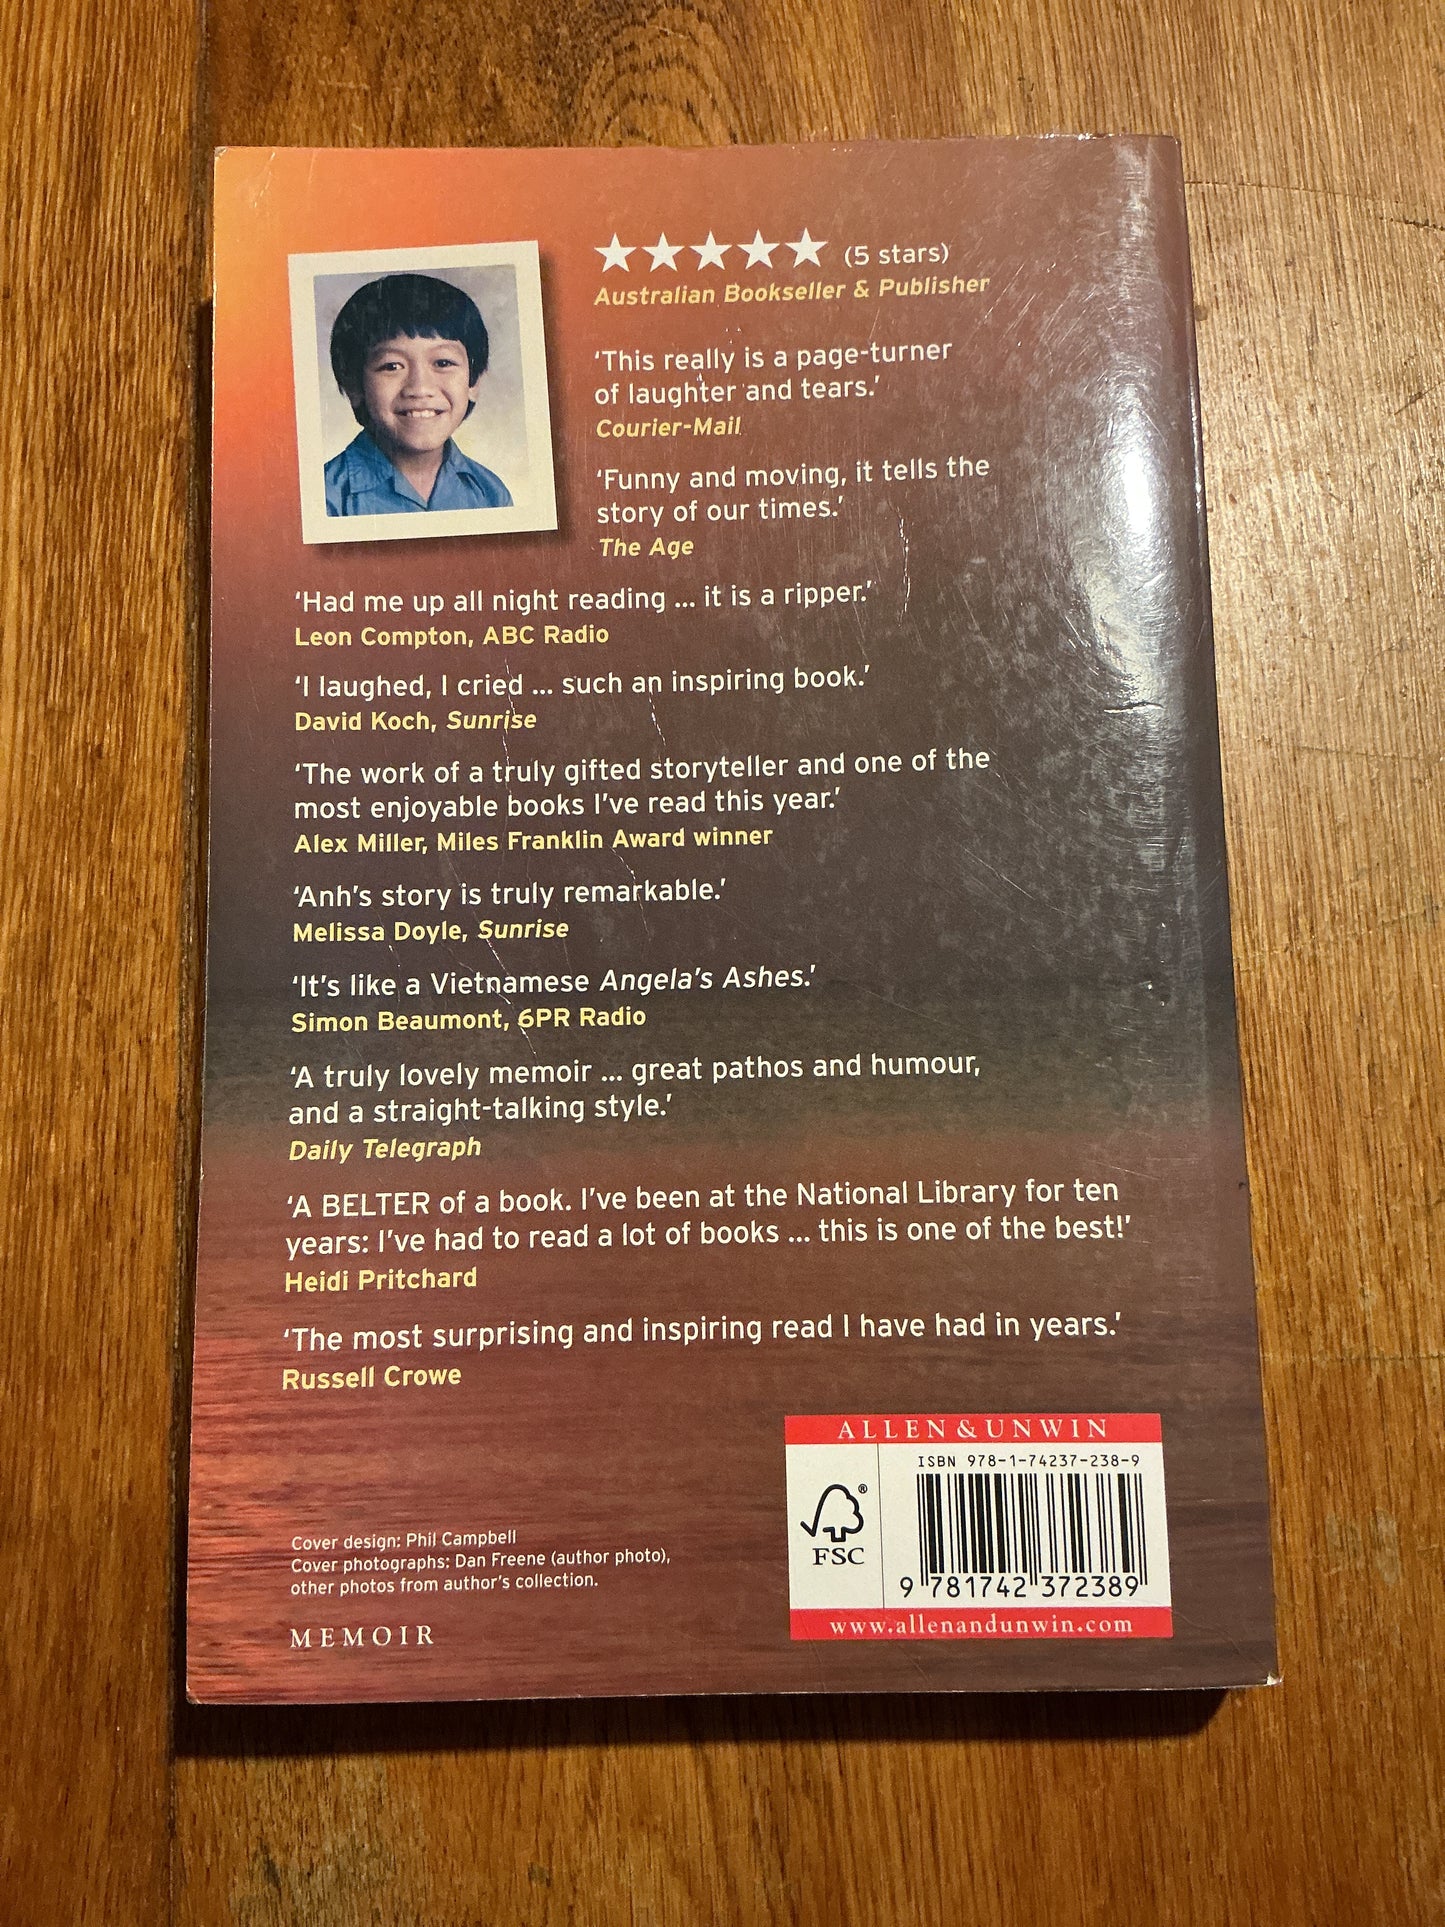 ★★★★★ (5 stars)
Australian Bookseller & Publisher
‘This really is a page-turner
of laughter and tears.’
Courier-Mail
‘Funny and moving, it tells the
story of our times.’
The Age
‘Had me up all night reading ... it is a ripper.’
Leon Compton, ABC Radio
‘I laughed, I cried ... such an inspiring book.’
David Koch, Sunrise
‘The work of a truly gifted storyteller and one of the
most enjoyable books I’ve read this year.’
Alex Miller, Miles Franklin Award winner
‘Anh’s story is truly remarkable.’
Melissa Doyle, Sunrise
‘It’s like a Vietnamese Angela’s Ashes.’
Simon Beaumont, 6PR Radio
‘A truly lovely memoir ... great pathos and humour,
and a straight-talking style.’
Daily Telegraph
‘A BELTER of a book. I’ve been at the National Library for ten
years: I’ve had to read a lot of books ... this is one of the best!’
Heidi Pritchard
‘The most surprising and inspiring read I have had in years.’
Russell Crowe
Cover design: Phil Campbell
Cover photographs: Dan Freene (author photo),
other photos from author’s collection.
MEMOIR
ALLEN & UNWIN
ISBN 978-1-74237-238-9
®
FSC
9 781742 372389
www.allenandunwin.com